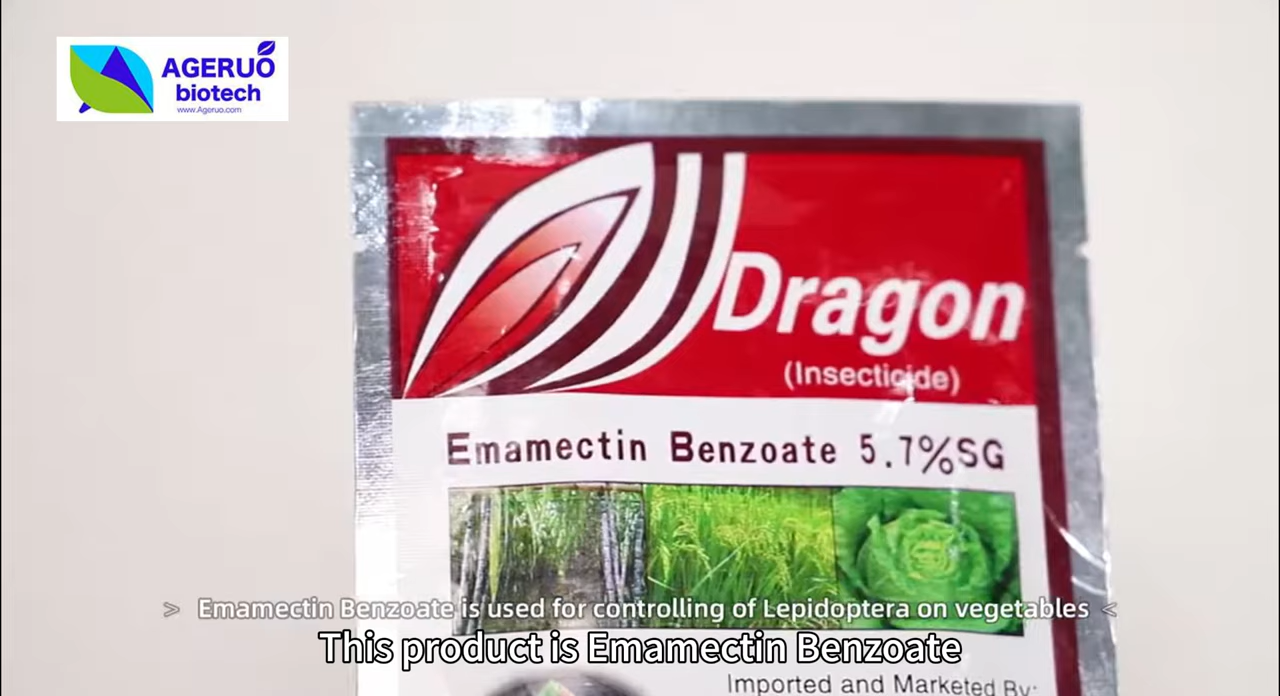 AGERUO
biotech
www.Ageruo.com
Dragon
(Insecticide)
Emamectin Benzoate 5.7%SG
> Emamectin Benzoate is used for controlling of Lepidoptera on vegetables <
This product is Emamectin Benzoate
Imported and Marketed By: